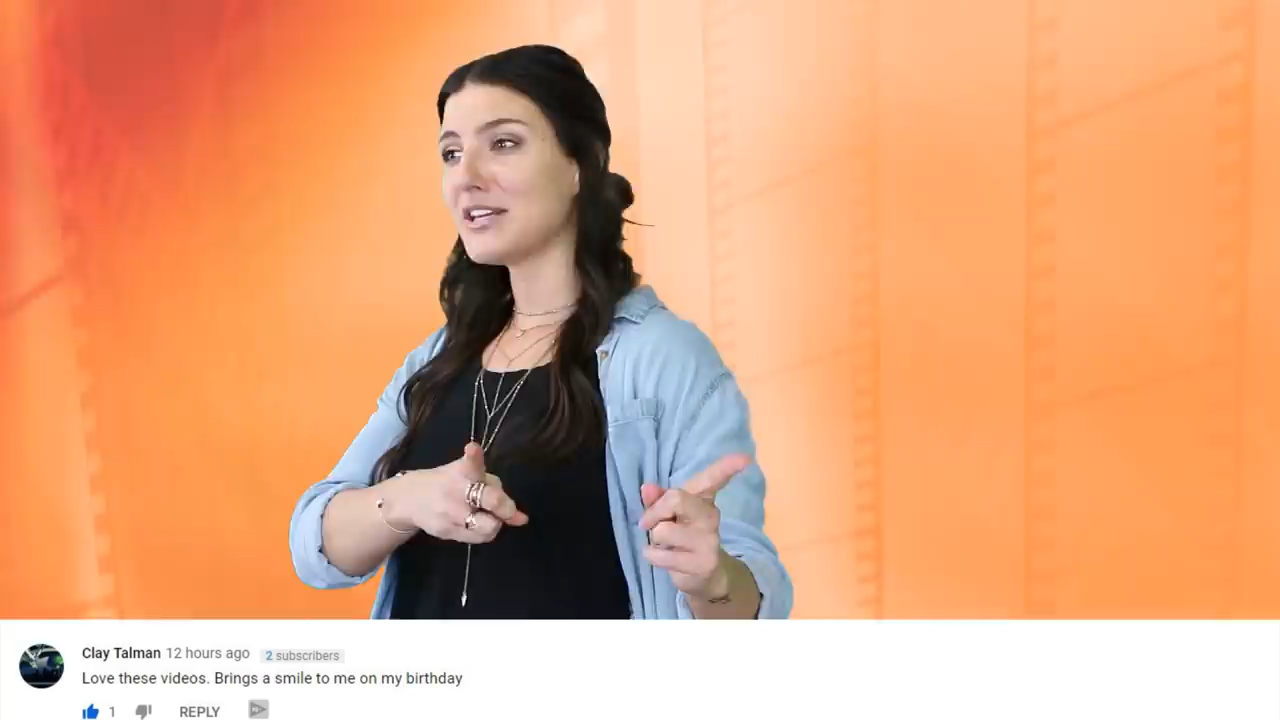 Clay Talman 12 hours ago 2 subscribers
Love these videos. Brings a smile to me on my birthday
1 REPLY